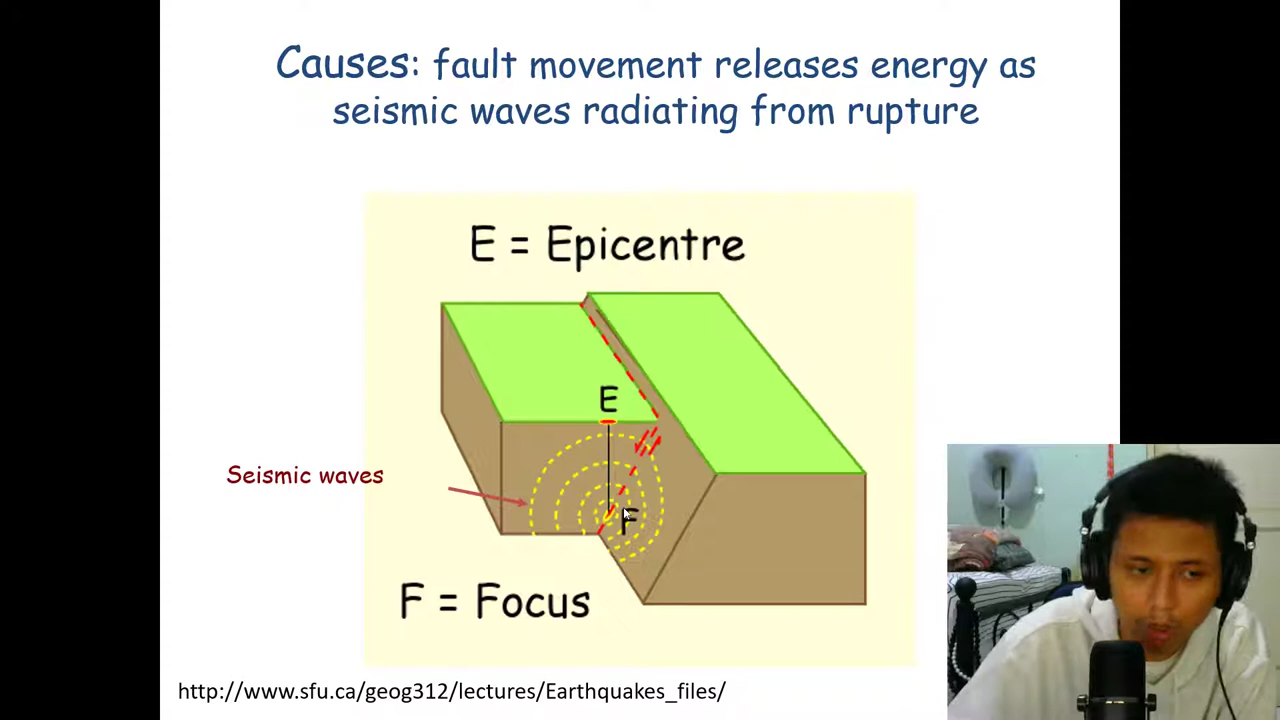 Causes: fault movement releases energy as
seismic waves radiating from rupture
E = Epicentre
E
Seismic waves
F
F = Focus
http://www.sfu.ca/geog312/lectures/Earthquakes_files/